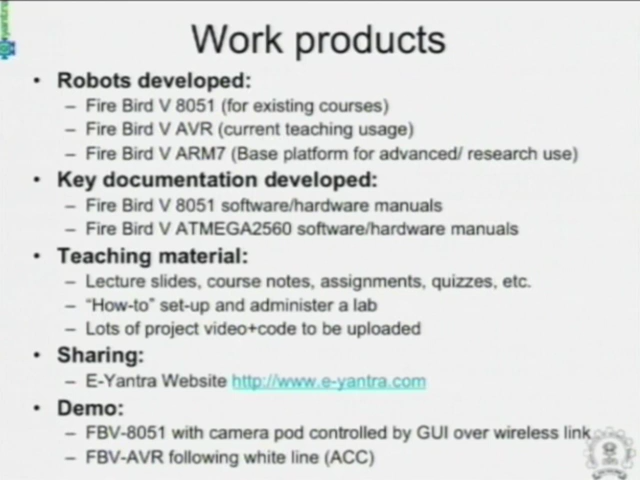 Work products
• Robots developed:
– Fire Bird V 8051 (for existing courses)
– Fire Bird V AVR (current teaching usage)
– Fire Bird V ARM7 (Base platform for advanced/ research use)
• Key documentation developed:
– Fire Bird V 8051 software/hardware manuals
– Fire Bird V ATMEGA2560 software/hardware manuals
• Teaching material:
– Lecture slides, course notes, assignments, quizzes, etc.
– “How-to” set-up and administer a lab
– Lots of project video+code to be uploaded
• Sharing:
– E-Yantra Website http://www.e-yantra.com
• Demo:
– FBV-8051 with camera pod controlled by GUI over wireless link
– FBV-AVR following white line (ACC)